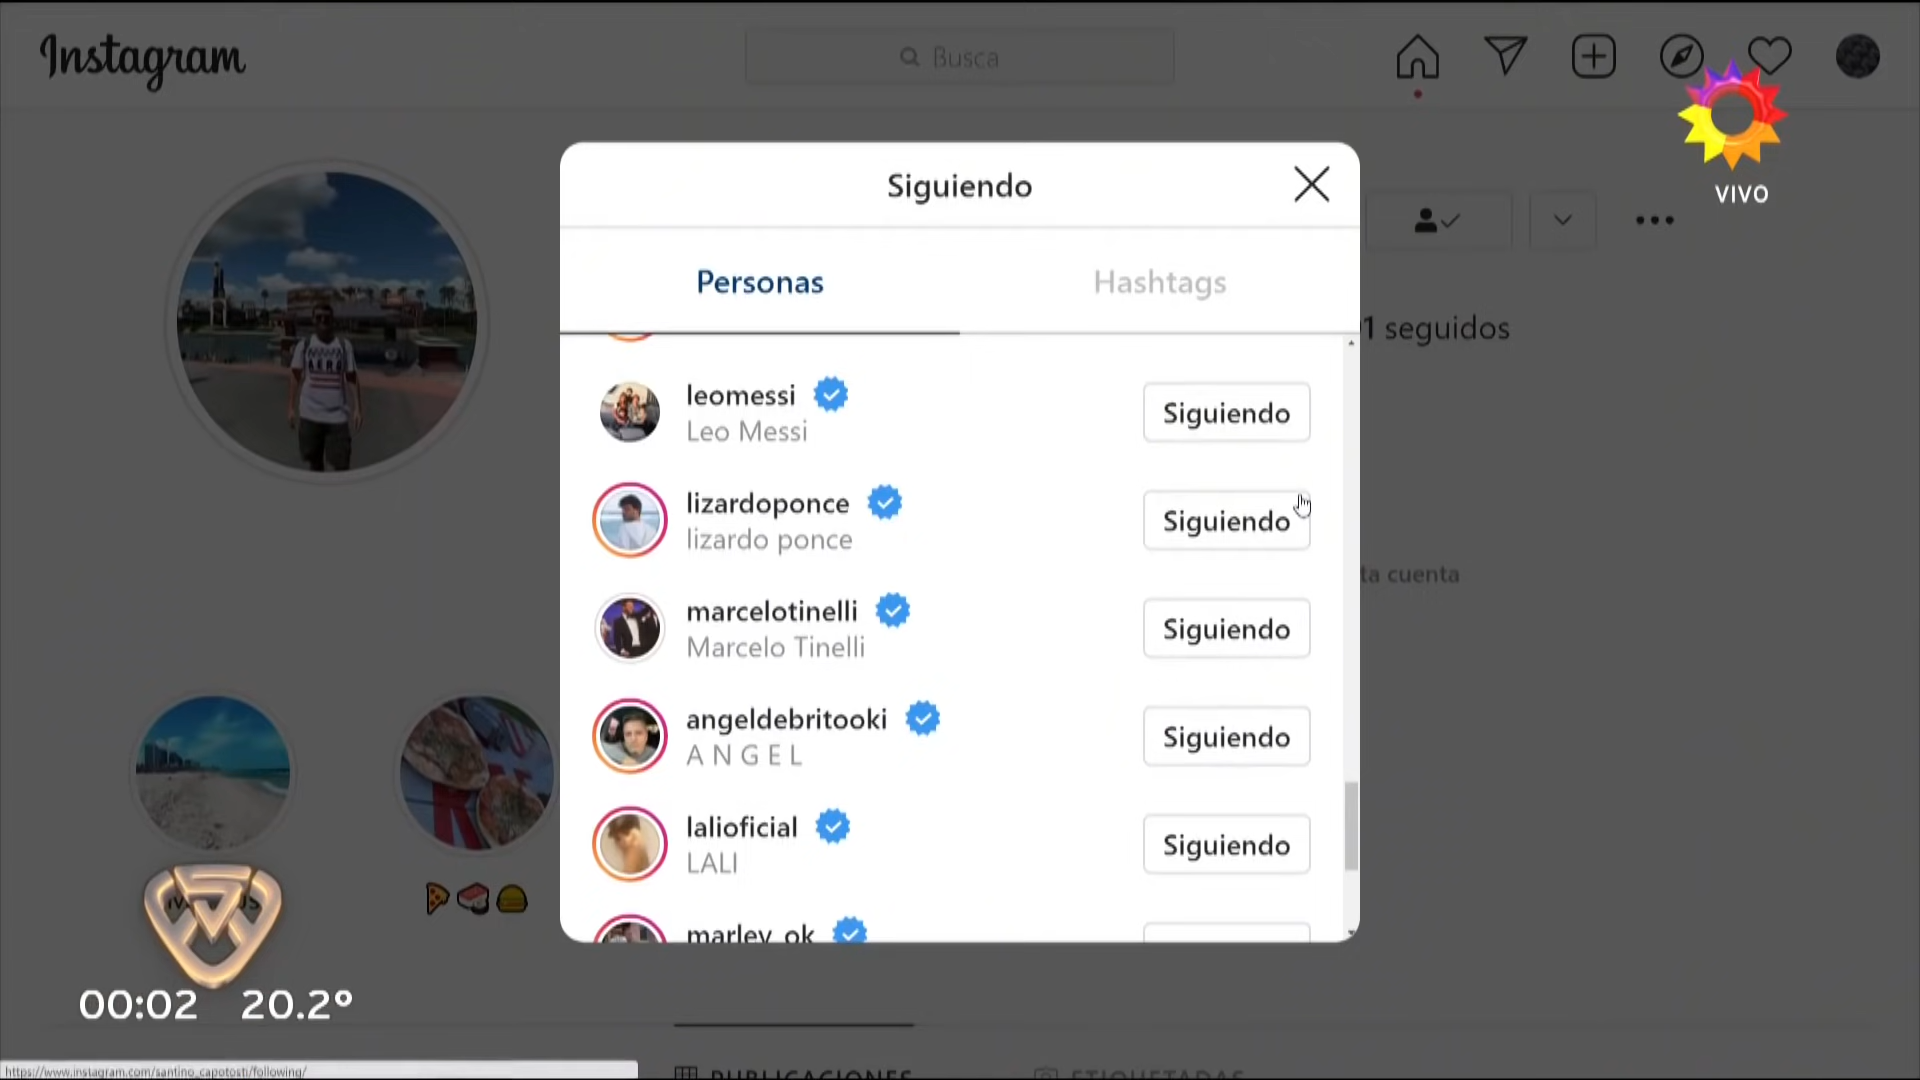 Instagram
Busca
VIVO
Siguiendo
Personas
Hashtags
1 seguidos
leomessi
Leo Messi
Siguiendo
lizardoponce
lizardo ponce
Siguiendo
ta cuenta
marcelotinelli
Marcelo Tinelli
Siguiendo
angeldebritooki
A N G E L
Siguiendo
lalioficial
LALI
Siguiendo
marley_ok
00:02 20.2°
https://www.instagram.com/santino_capotosti/following/
PUBLICACIONES
ETIQUETADAS